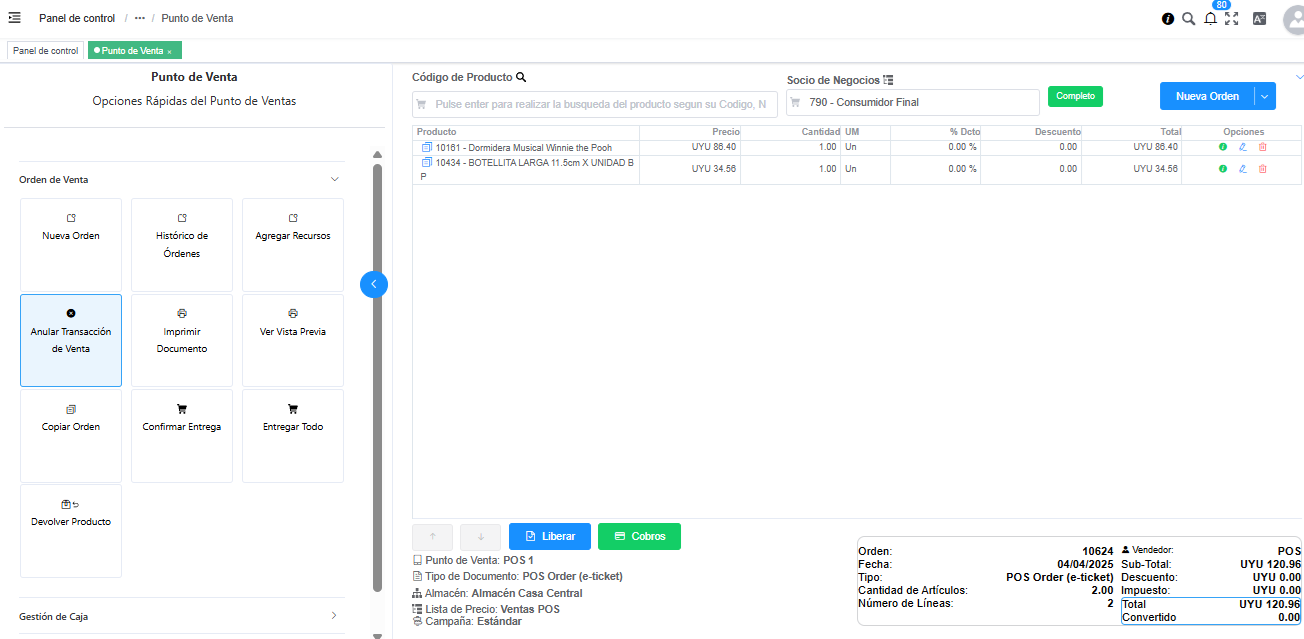 Panel de control / ••• / Punto de Venta
80
Panel de control
Punto de Venta ×
Punto de Venta
Opciones Rápidas del Punto de Ventas
Orden de Venta
Nueva Orden
Histórico de
Órdenes
Agregar Recursos
Anular Transacción
de Venta
Imprimir
Documento
Ver Vista Previa
Copiar Orden
Confirmar Entrega
Entregar Todo
Devolver Producto
Gestión de Caja
Código de Producto
Pulse enter para realizar la busqueda del producto segun su Codigo, N
Socio de Negocios
790 - Consumidor Final
Completo
Nueva Orden
Producto Precio Cantidad UM % Dcto Descuento Total Opciones
10161 - Dormidera Musical Winnie the Pooh UYU 86.40 1.00 Un 0.00 % 0.00 UYU 86.40
10434 - BOTELLITA LARGA 11.5cm X UNIDAD B
P UYU 34.56 1.00 Un 0.00 % 0.00 UYU 34.56
Liberar
Cobros
Punto de Venta: POS 1
Tipo de Documento: POS Order (e-ticket)
Almacén: Almacén Casa Central
Lista de Precio: Ventas POS
Campaña: Estándar
Orden: 10624
Fecha: 04/04/2025
Tipo: POS Order (e-ticket)
Cantidad de Artículos: 2.00
Número de Líneas: 2
Vendedor: POS
Sub-Total: UYU 120.96
Descuento: UYU 0.00
Impuesto: UYU 0.00
Total UYU 120.96
Convertido 0.00